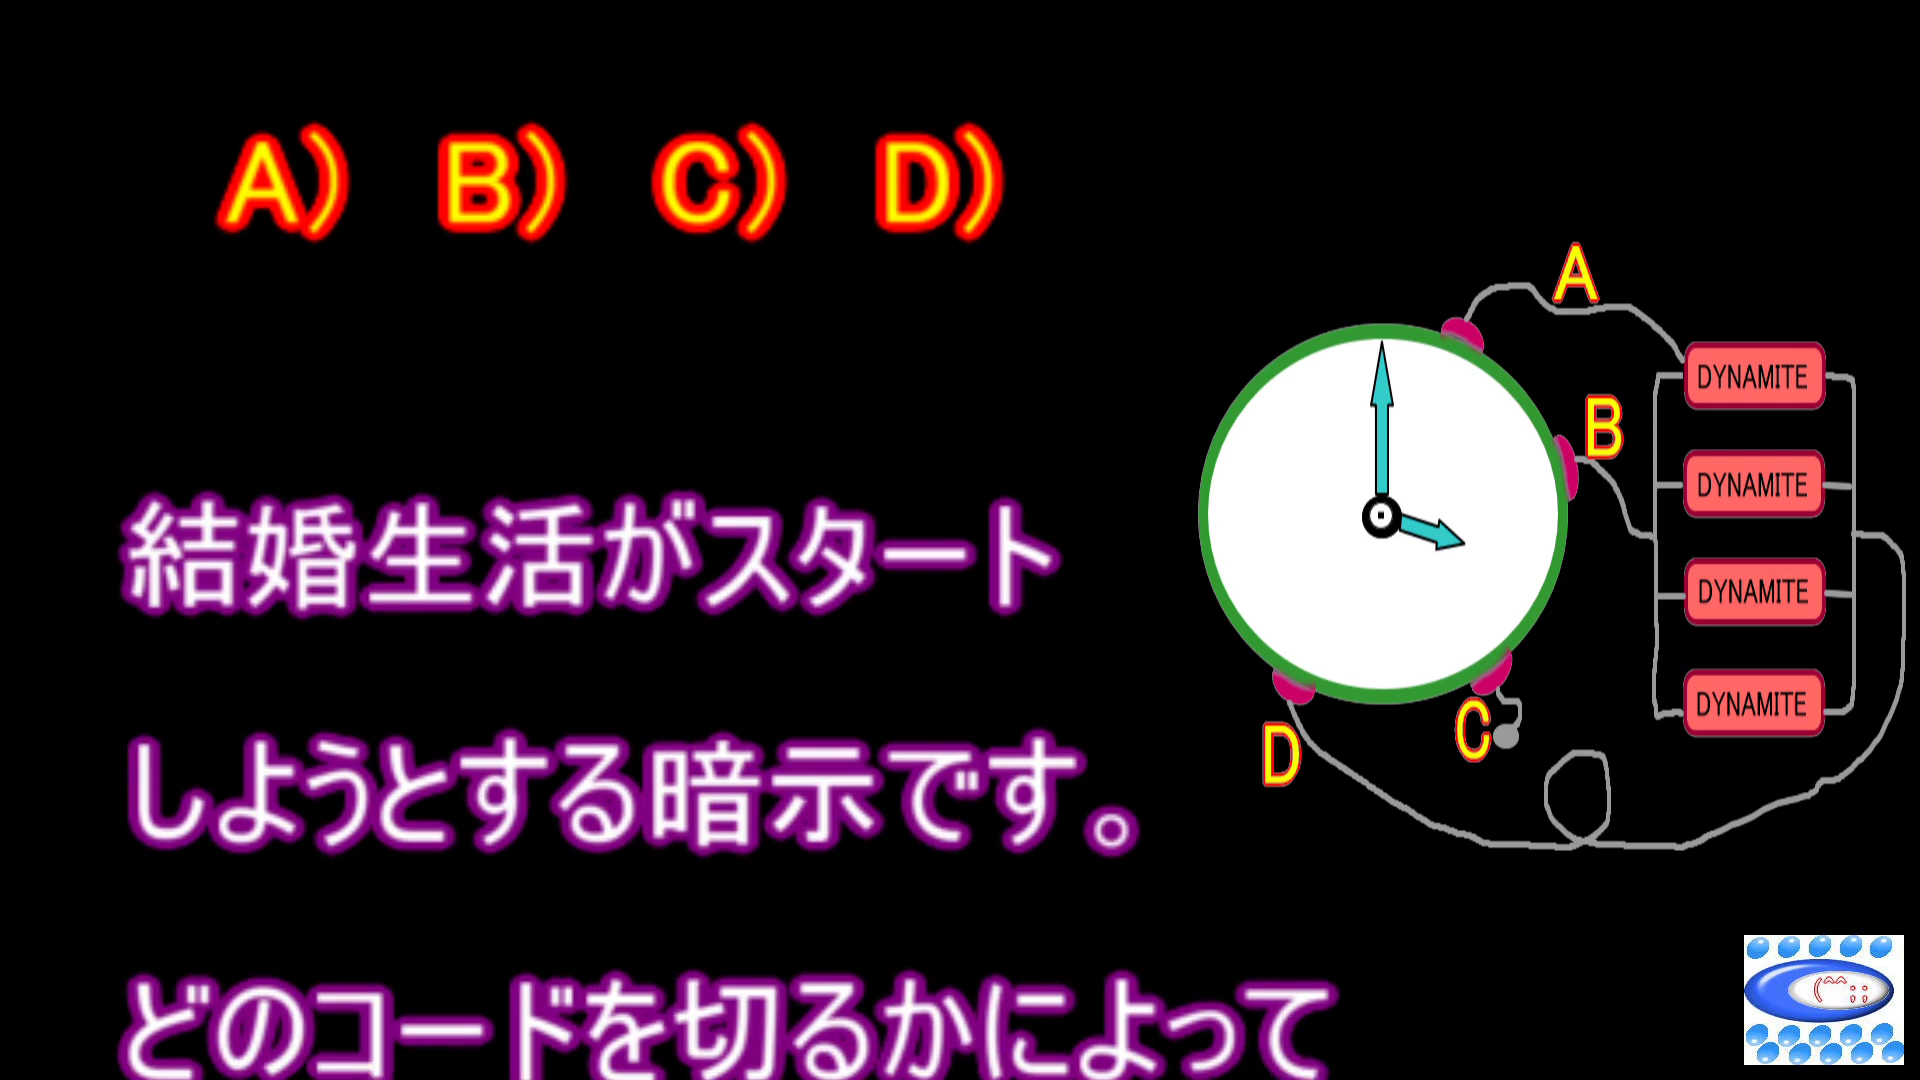 A) B) C) D)
結婚生活がスタート
しようとする暗示です。
どのコードを切るかによって
A
B
C
D
DYNAMITE
DYNAMITE
DYNAMITE
DYNAMITE
(^^;;